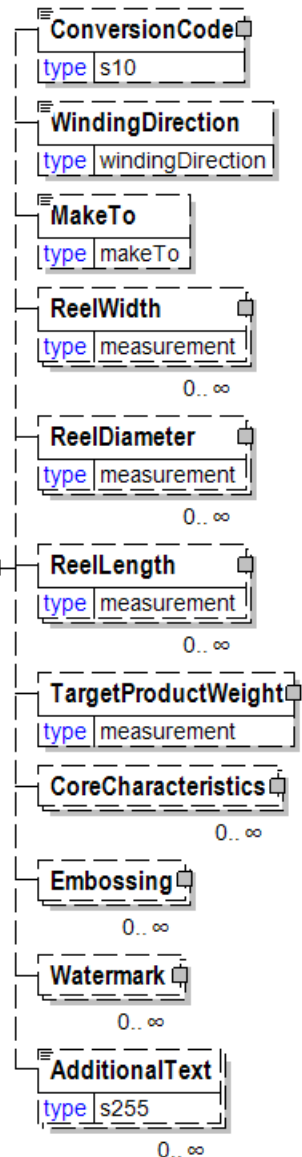 ConversionCode
type s10
WindingDirection
type windingDirection
MakeTo
type makeTo
ReelWidth
type measurement
0.. ∞
ReelDiameter
type measurement
0.. ∞
ReelLength
type measurement
0.. ∞
TargetProductWeight
type measurement
CoreCharacteristics
0.. ∞
Embossing
0.. ∞
Watermark
0.. ∞
AdditionalText
type s255
0.. ∞